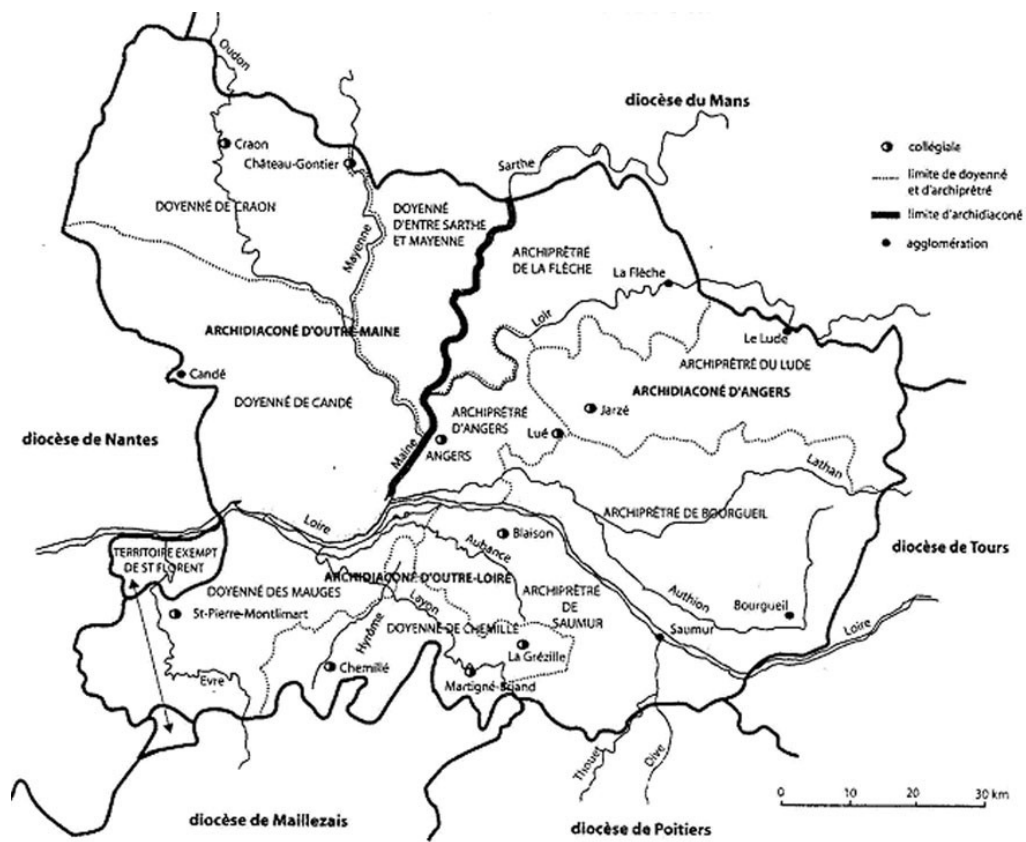 Oudon
diocèse du Mans
Craon
Château-Gontier
Sarthe
collégiale
limite de doyenné
et d'archiprêtré
limite d'archidiaconé
agglomération
DOYENNÉ DE CRAON
DOYENNÉ
D'ENTRE SARTHE
ET MAYENNE
Mayenne
ARCHIPRÊTRÉ
DE LA FLÈCHE
La Flèche
Loir
Le Lude
ARCHIDIACONÉ D'OUTRE-MAINE
ARCHIPRÊTRÉ DU LUDE
ARCHIDIACONÉ D'ANGERS
Candé
DOYENNÉ DE CANDÉ
Jarzé
ARCHIPRÊTRÉ
D'ANGERS
Lué
diocèse de Nantes
Maine
ANGERS
Lathan
ARCHIPRÊTRÉ DE BOURGUEIL
Loire
Blaison
Aubance
diocèse de Tours
TERRITOIRE EXEMPT
DE ST FLORENT
ARCHIDIACONÉ D'OUTRE-LOIRE
DOYENNÉ DES MAUGES
Layon
ARCHIPRÊTRÉ
DE
SAUMUR
Authion
Bourgueil
St-Pierre-Montlimart
DOYENNÉ DE CHEMILLÉ
Hyrôme
Saumur
Loire
La Grézille
Chemillé
Evre
Martigné-Briand
Thouet
Dive
0 10 20 30 km
diocèse de Maillezais
diocèse de Poitiers